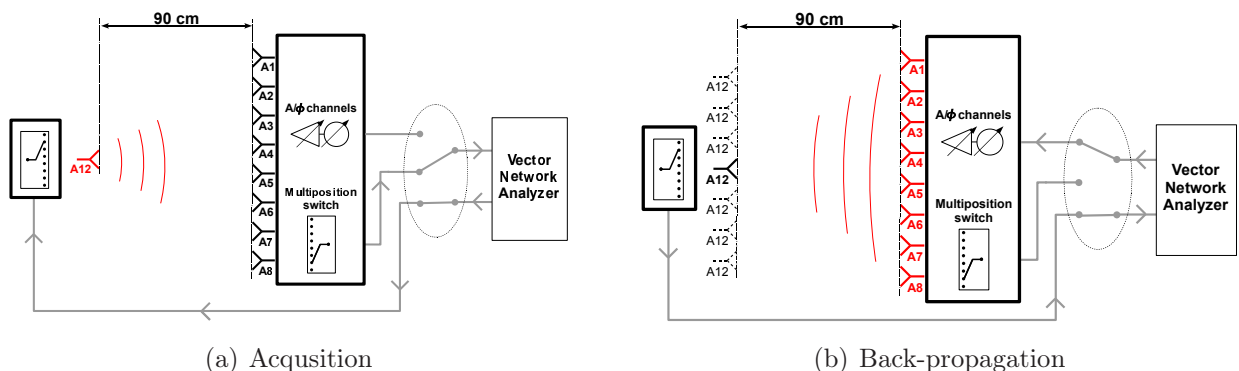 90 cm
A1
A2
A3
A4
A5
A6
A7
A8
A12
A/ϕ channels
Multiposition
switch
Vector
Network
Analyzer
(a) Acqusition
90 cm
A12
A12
A12
A12
A12
A12
A12
A1
A2
A3
A4
A5
A6
A7
A8
A/ϕ channels
Multiposition
switch
Vector
Network
Analyzer
(b) Back-propagation